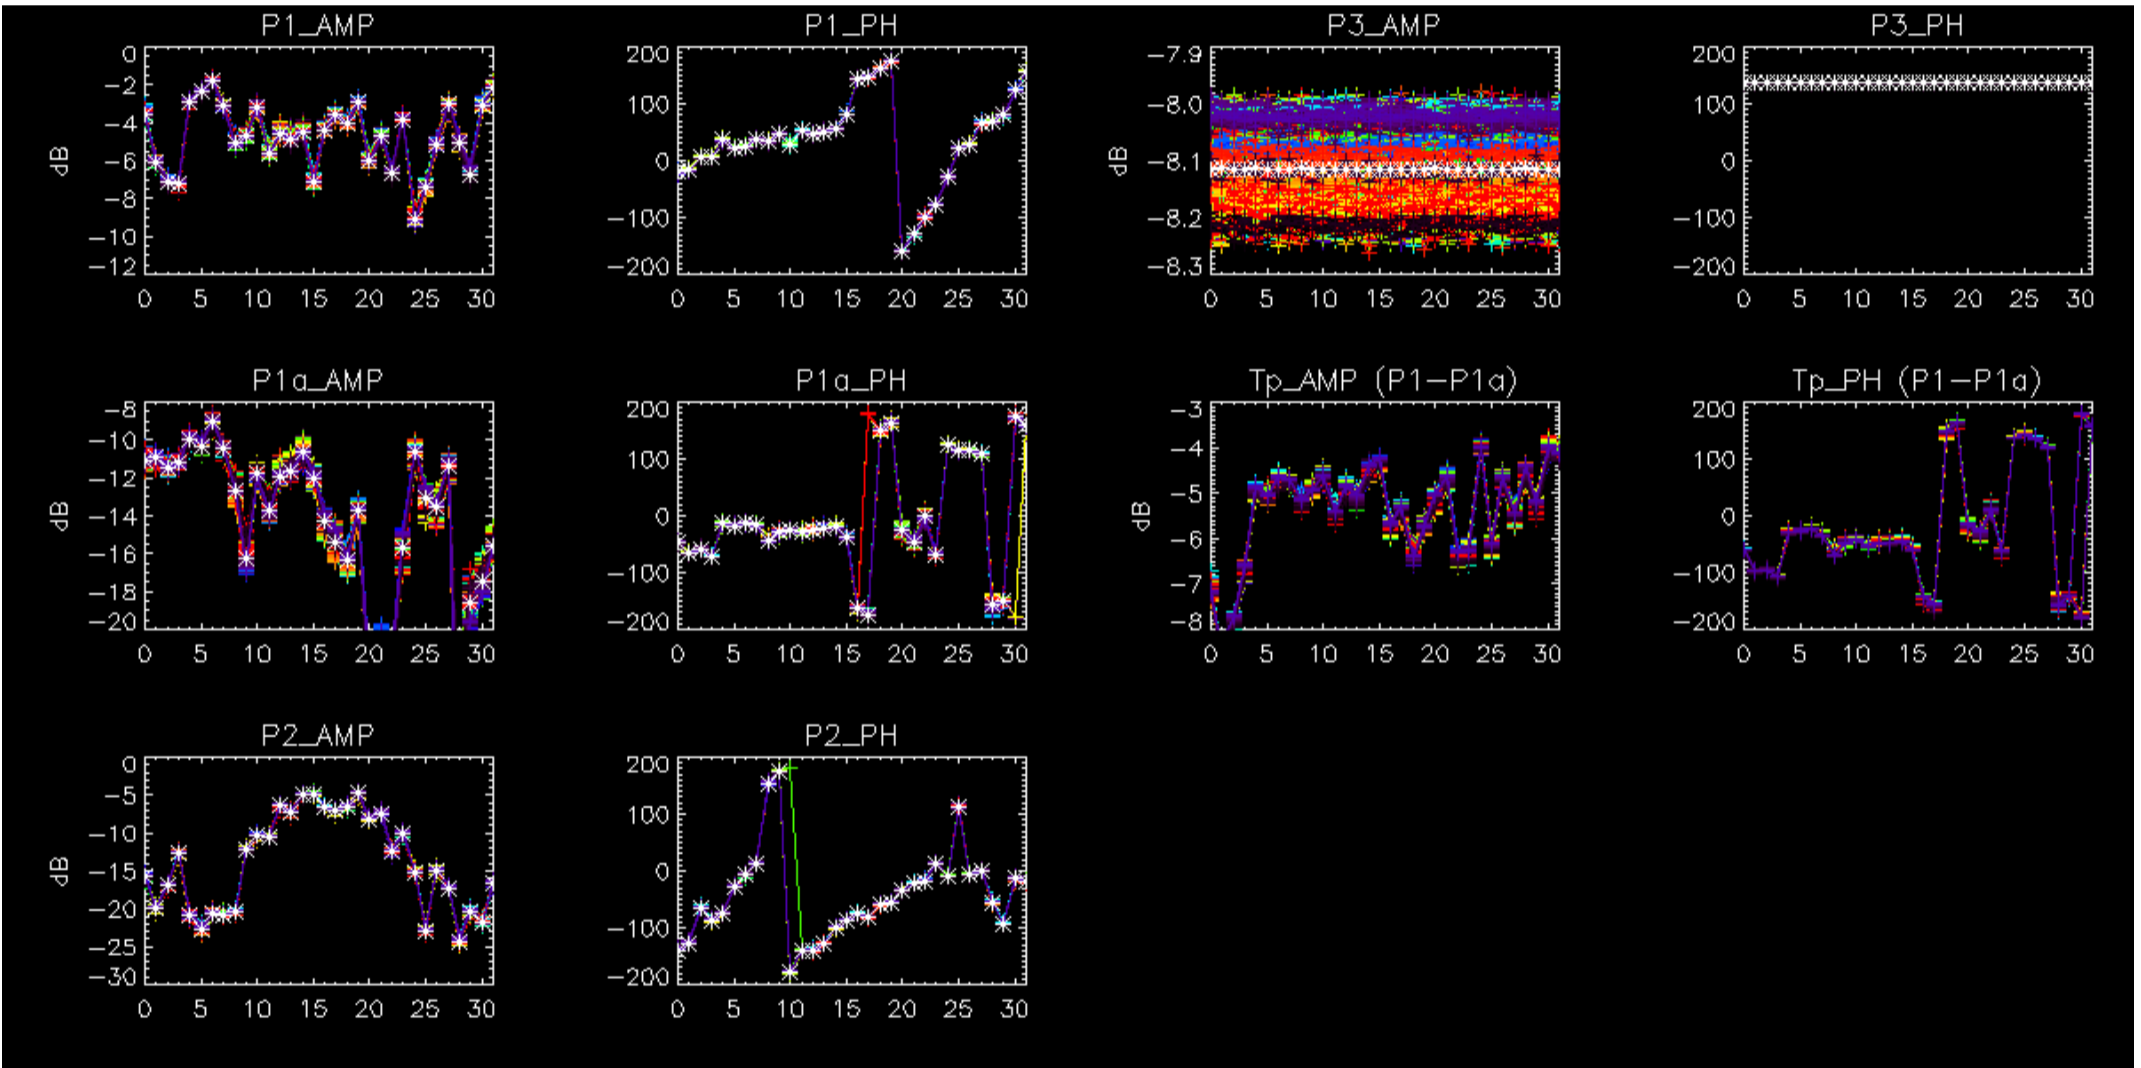 P1_AMP
0
−2
−4
−6
−8
−10
−12
dB
0 5 10 15 20 25 30
P1_PH
200
100
0
−100
−200
0 5 10 15 20 25 30
P3_AMP
−7.9
−8.0
−8.1
−8.2
−8.3
dB
0 5 10 15 20 25 30
P3_PH
200
100
0
−100
−200
0 5 10 15 20 25 30
P1a_AMP
−8
−10
−12
−14
−16
−18
−20
dB
0 5 10 15 20 25 30
P1a_PH
200
100
0
−100
−200
0 5 10 15 20 25 30
Tp_AMP (P1−P1a)
−3
−4
−5
−6
−7
−8
dB
0 5 10 15 20 25 30
Tp_PH (P1−P1a)
200
100
0
−100
−200
0 5 10 15 20 25 30
P2_AMP
0
−5
−10
−15
−20
−25
−30
dB
0 5 10 15 20 25 30
P2_PH
200
100
0
−100
−200
0 5 10 15 20 25 30